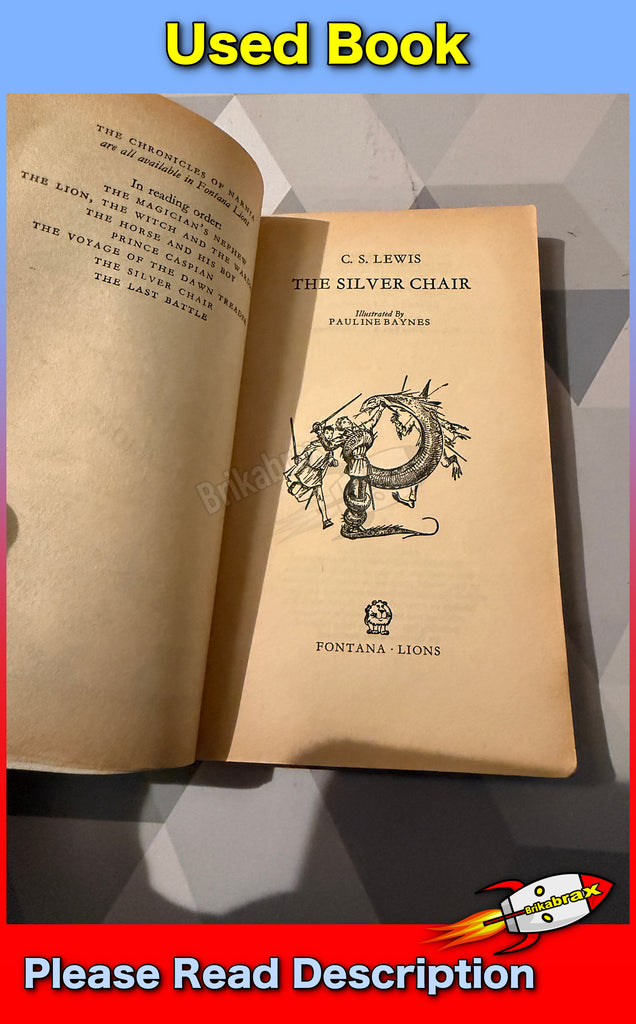 Used Book
THE CHRONICLES OF NARNIA
are all available in Fontana Lions
In reading order:
THE MAGICIAN'S NEPHEW
THE LION, THE WITCH AND THE
THE HORSE AND HIS BOY
PRINCE CASPIAN
THE VOYAGE OF THE DAWN TREADER
THE SILVER CHAIR
THE LAST BATTLE
C. S. LEWIS
THE SILVER CHAIR
Illustrated By
PAULINE BAYNES
FONTANA · LIONS
Brikabrax
Please Read Description